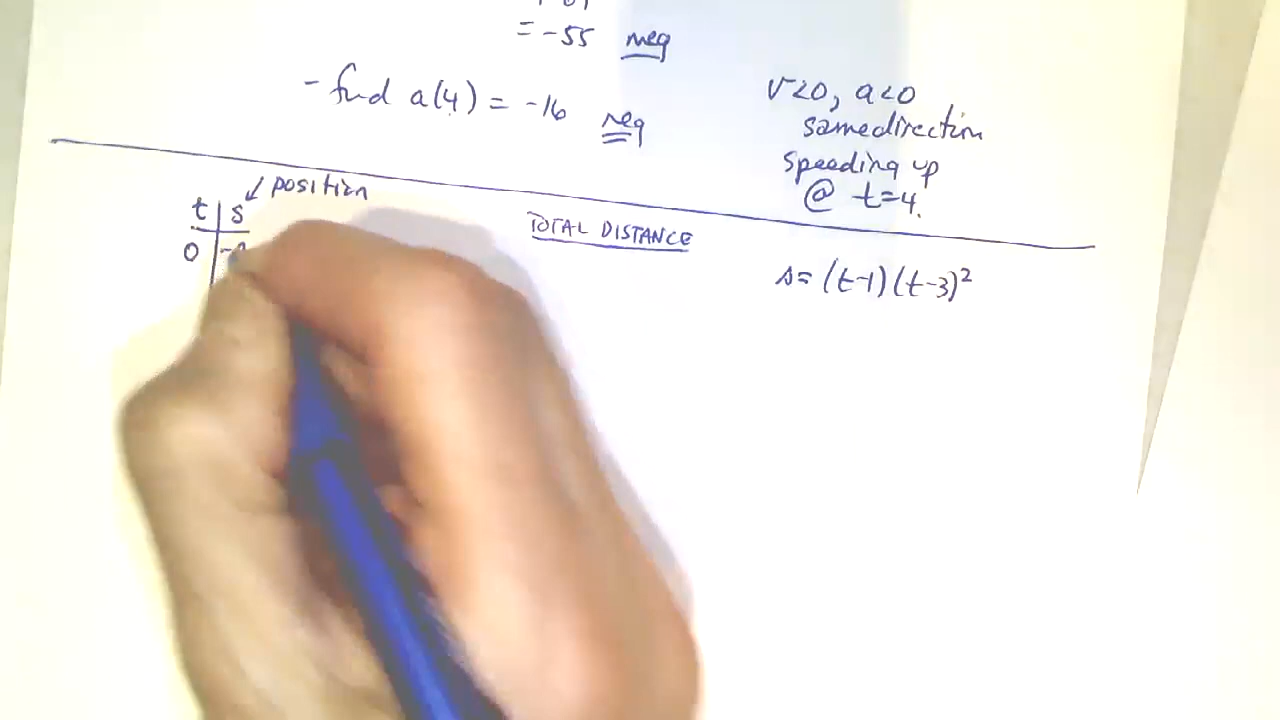 = -55 neg
- find a(4) = -16 neg
v<0, a<0
same direction
speeding up
@ t=4.
t | s ↙ position
0
TOTAL DISTANCE
s= (t-1)(t-3)²